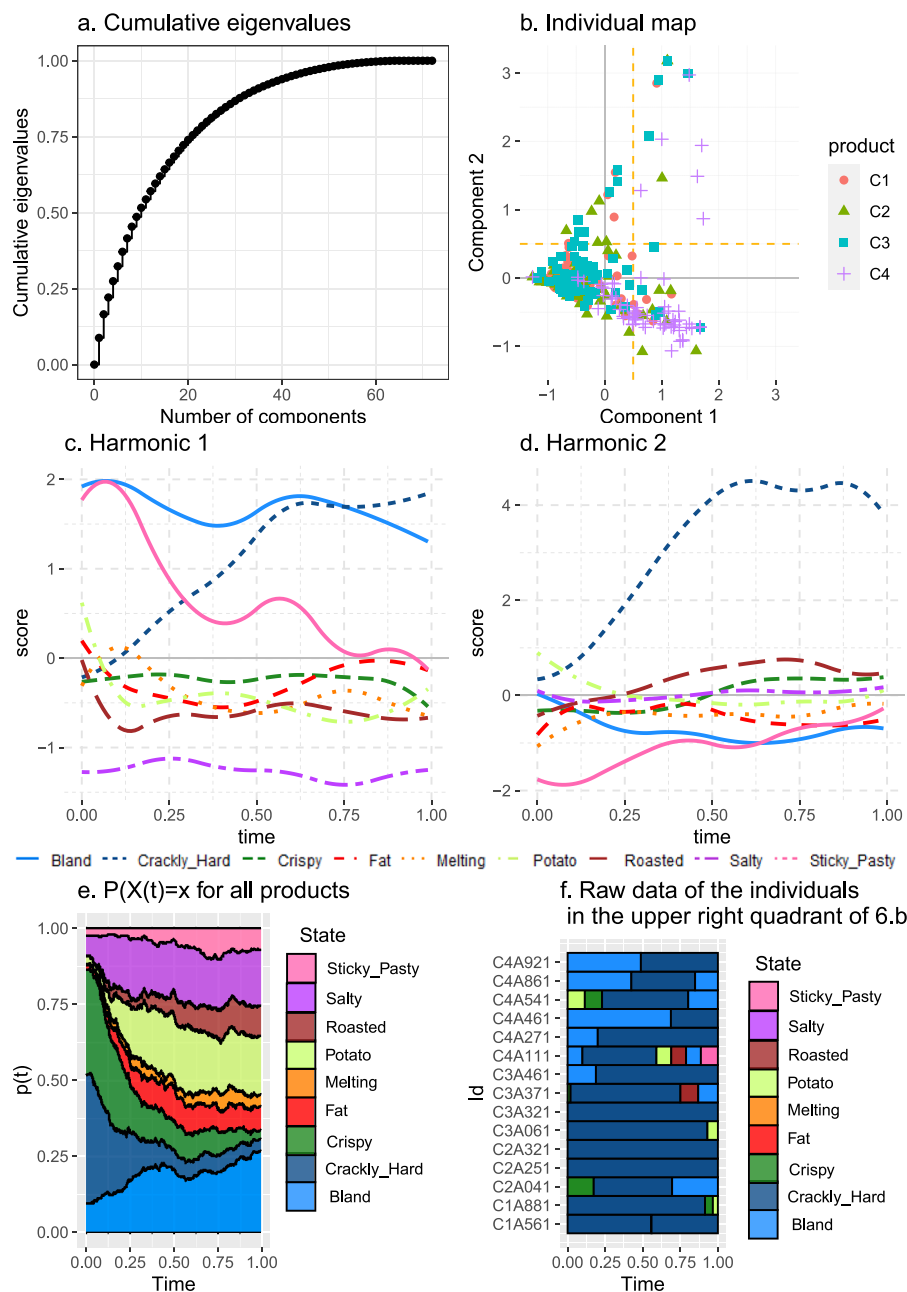 a. Cumulative eigenvalues
1.00
0.75
0.50
0.25
0.00
Cumulative eigenvalues
0
20
40
60
Number of components
b. Individual map
3
2
1
0
−1
Component 2
−1
0
1
2
3
Component 1
product
C1
C2
C3
C4
c. Harmonic 1
2
1
0
−1
score
0.00
0.25
0.50
0.75
1.00
time
d. Harmonic 2
4
2
0
−2
score
0.00
0.25
0.50
0.75
1.00
time
Bland
Crackly_Hard
Crispy
Fat
Melting
Potato
Roasted
Salty
Sticky_Pasty
e. P(X(t)=x for all products
1.00
0.75
0.50
0.25
0.00
p(t)
0.00
0.25
0.50
0.75
1.00
Time
State
Sticky_Pasty
Salty
Roasted
Potato
Melting
Fat
Crispy
Crackly_Hard
Bland
f. Raw data of the individuals
in the upper right quadrant of 6.b
C4A921
C4A861
C4A541
C4A461
C4A271
C4A111
C3A461
C3A371
C3A321
C3A061
C2A321
C2A251
C2A041
C1A881
C1A561
Id
0.00
0.25
0.50
0.75
1.00
Time
State
Sticky_Pasty
Salty
Roasted
Potato
Melting
Fat
Crispy
Crackly_Hard
Bland